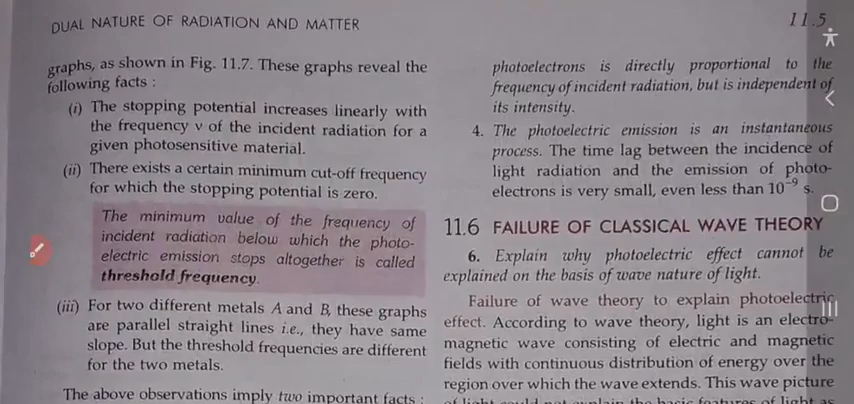 DUAL NATURE OF RADIATION AND MATTER
11.5
graphs, as shown in Fig. 11.7. These graphs reveal the
following facts :
(i) The stopping potential increases linearly with
the frequency ν of the incident radiation for a
given photosensitive material.
(ii) There exists a certain minimum cut-off frequency
for which the stopping potential is zero.
The minimum value of the frequency of
incident radiation below which the photo-
electric emission stops altogether is called
threshold frequency.
(iii) For two different metals A and B, these graphs
are parallel straight lines i.e., they have same
slope. But the threshold frequencies are different
for the two metals.
The above observations imply two important facts :
photoelectrons is directly proportional to the
frequency of incident radiation, but is independent of
its intensity.
4. The photoelectric emission is an instantaneous
process. The time lag between the incidence of
light radiation and the emission of photo-
electrons is very small, even less than 10⁻⁹ s.
11.6 FAILURE OF CLASSICAL WAVE THEORY
6. Explain why photoelectric effect cannot be
explained on the basis of wave nature of light.
Failure of wave theory to explain photoelectric
effect. According to wave theory, light is an electro-
magnetic wave consisting of electric and magnetic
fields with continuous distribution of energy over the
region over which the wave extends. This wave picture
of light could not explain the basic features of light as